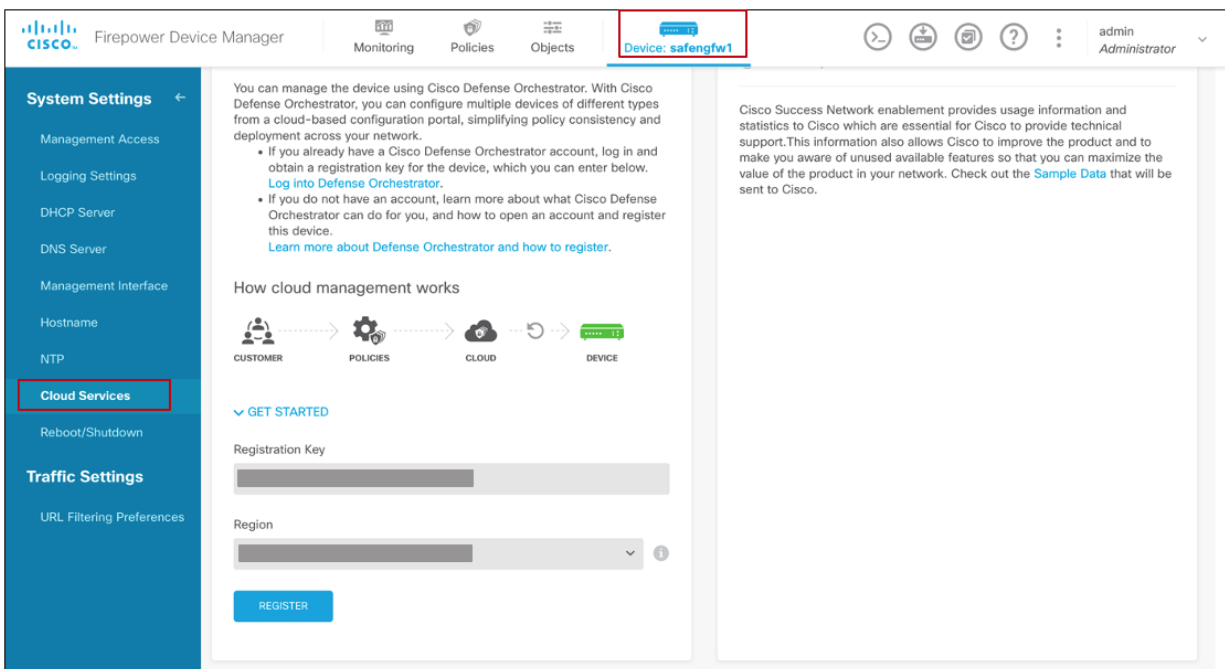 CISCO
Firepower Device Manager
Monitoring
Policies
Objects
Device: safengfw1
admin
Administrator
System Settings
Management Access
Logging Settings
DHCP Server
DNS Server
Management Interface
Hostname
NTP
Cloud Services
Reboot/Shutdown
Traffic Settings
URL Filtering Preferences
You can manage the device using Cisco Defense Orchestrator. With Cisco
Defense Orchestrator, you can configure multiple devices of different types
from a cloud-based configuration portal, simplifying policy consistency and
deployment across your network.
• If you already have a Cisco Defense Orchestrator account, log in and
obtain a registration key for the device, which you can enter below.
Log into Defense Orchestrator.
• If you do not have an account, learn more about what Cisco Defense
Orchestrator can do for you, and how to open an account and register
this device.
Learn more about Defense Orchestrator and how to register.
How cloud management works
CUSTOMER
POLICIES
CLOUD
DEVICE
GET STARTED
Registration Key
Region
REGISTER
Cisco Success Network enablement provides usage information and
statistics to Cisco which are essential for Cisco to provide technical
support.This information also allows Cisco to improve the product and to
make you aware of unused available features so that you can maximize the
value of the product in your network. Check out the Sample Data that will be
sent to Cisco.